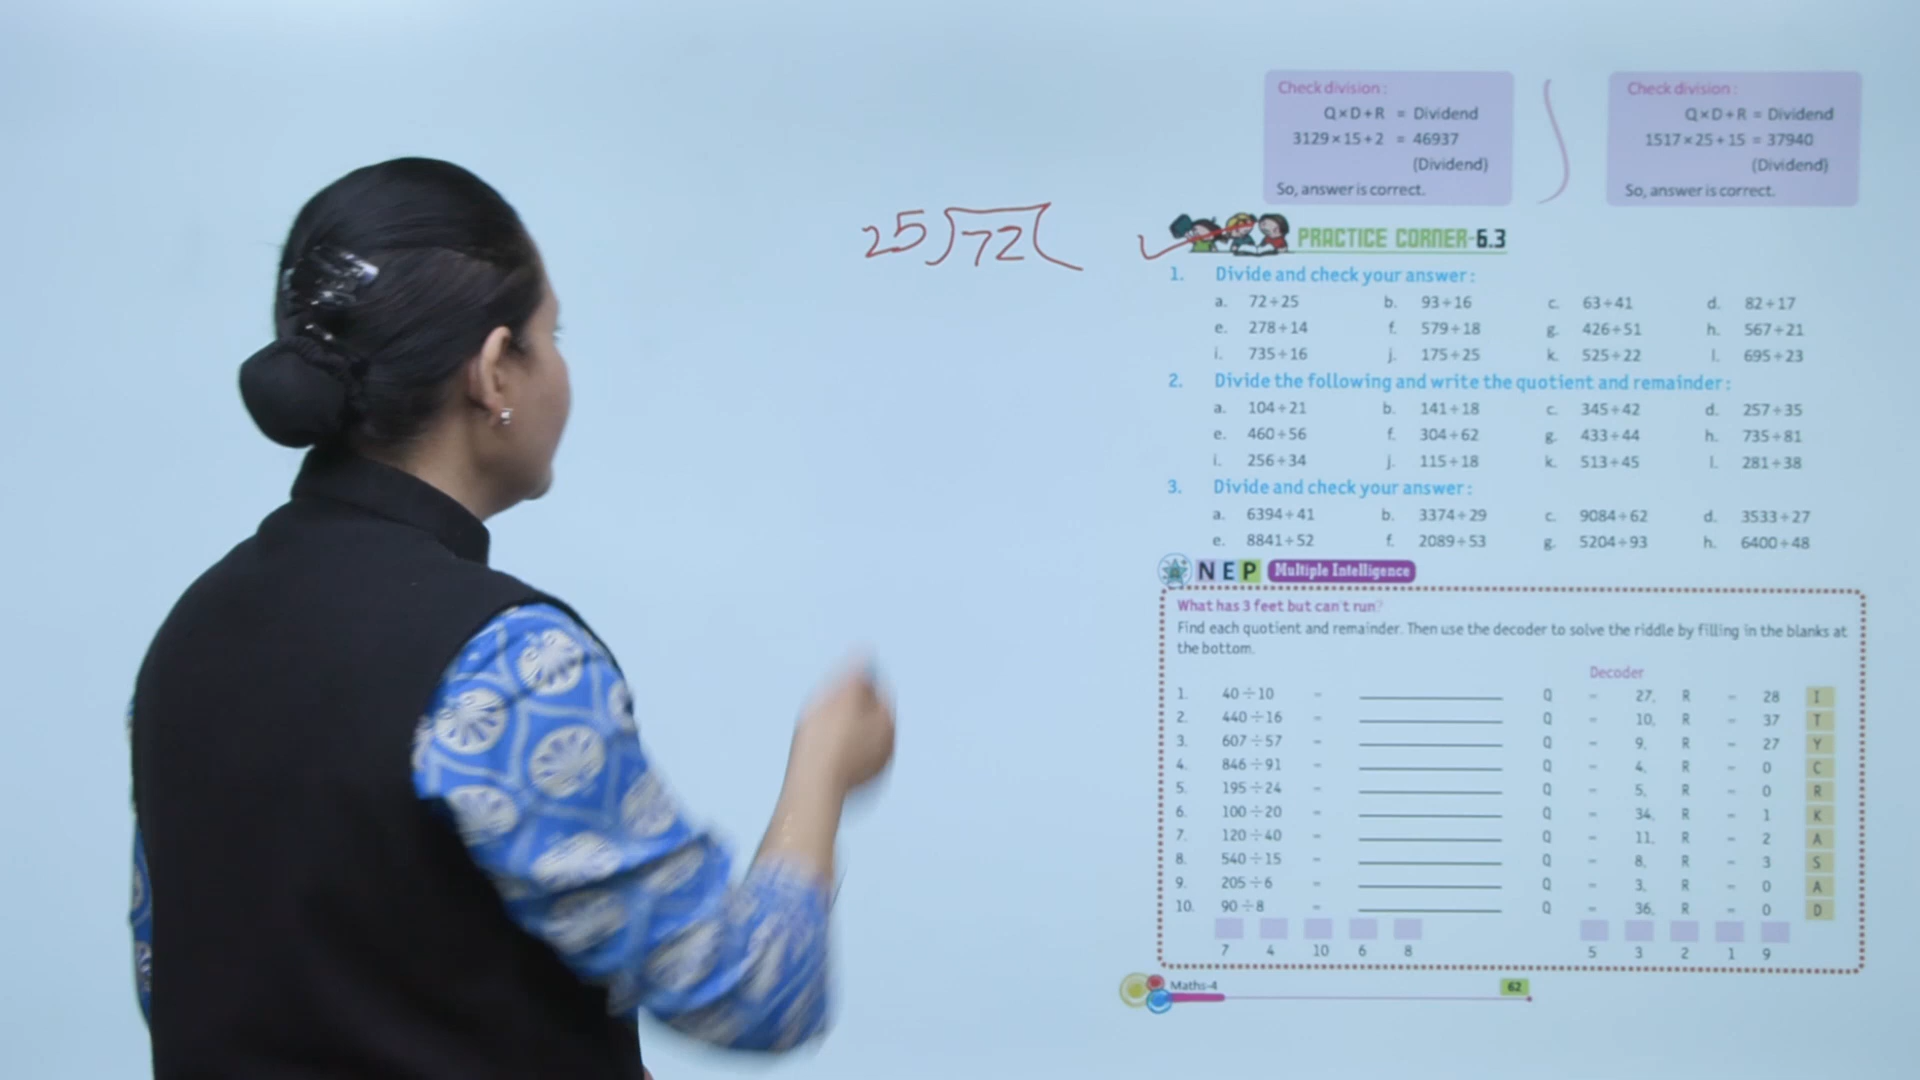 25)72(
Check division :
Q×D+R = Dividend
3129×15+2 = 46937
(Dividend)
So, answer is correct.
Check division :
Q×D+R = Dividend
1517×25+15 = 37940
(Dividend)
So, answer is correct.
PRACTICE CORNER-6.3
1. Divide and check your answer :
a. 72÷25 b. 93÷16 c. 63÷41 d. 82÷17
e. 278÷14 f. 579÷18 g. 426÷51 h. 567÷21
i. 735÷16 j. 175÷25 k. 525÷22 l. 695÷23
2. Divide the following and write the quotient and remainder :
a. 104÷21 b. 141÷18 c. 345÷42 d. 257÷35
e. 460÷56 f. 304÷62 g. 433÷44 h. 735÷81
i. 256÷34 j. 115÷18 k. 513÷45 l. 281÷38
3. Divide and check your answer :
a. 6394÷41 b. 3374÷29 c. 9084÷62 d. 3533÷27
e. 8841÷52 f. 2089÷53 g. 5204÷93 h. 6400÷48
NEP Multiple Intelligence
What has 3 feet but can't run?
Find each quotient and remainder. Then use the decoder to solve the riddle by filling in the blanks at
the bottom.
Decoder
1. 40÷10 - Q - 27, R - 28 I
2. 440÷16 - Q - 10, R - 37 T
3. 607÷57 - Q - 9, R - 27 Y
4. 846÷91 - Q - 4, R - 0 C
5. 195÷24 - Q - 5, R - 0 R
6. 100÷20 - Q - 34, R - 1 K
7. 120÷40 - Q - 11, R - 2 A
8. 540÷15 - Q - 8, R - 3 S
9. 205÷6 - Q - 3, R - 0 A
10. 90÷8 - Q - 36, R - 0 D
7 4 10 6 8 5 3 2 1 9
Maths-4 62